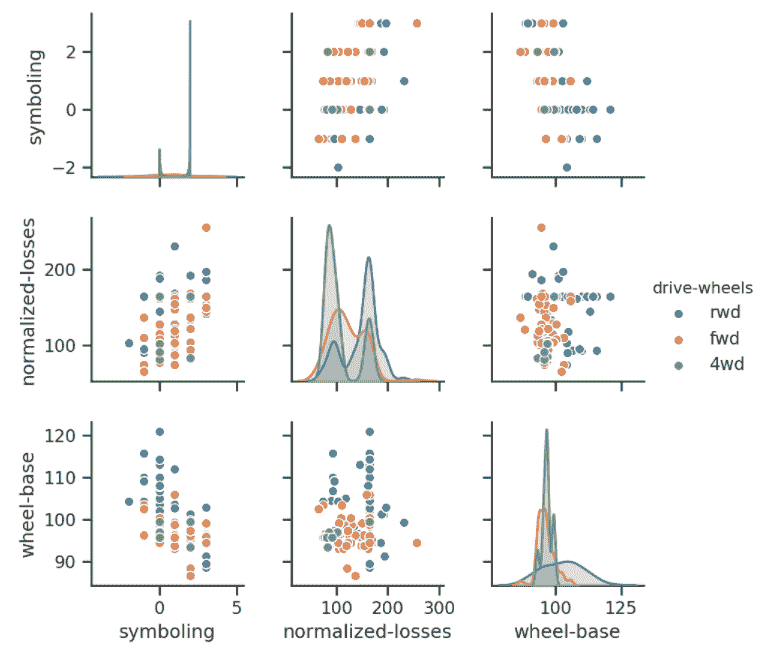 symboling
2
0
−2
normalized-losses
200
100
wheel-base
120
110
100
90
0
5
symboling
100
200
300
normalized-losses
100
125
wheel-base
drive-wheels
rwd
fwd
4wd